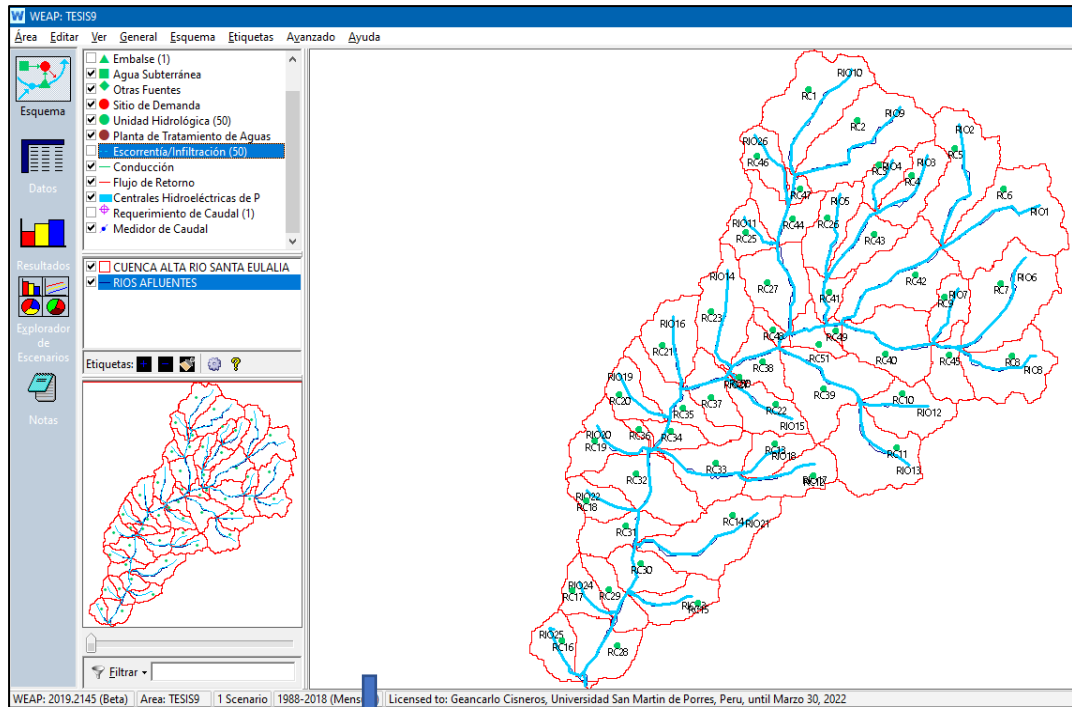 WEAP: TESIS9
Área Editar Ver General Esquema Etiquetas Avanzado Ayuda
Esquema
Datos
Resultados
Explorador
de
Escenarios
Notas
Embalse (1)
Agua Subterránea
Otras Fuentes
Sitio de Demanda
Unidad Hidrológica (50)
Planta de Tratamiento de Aguas
Escorrentía/Infiltración (50)
Conducción
Flujo de Retorno
Centrales Hidroeléctricas de P
Requerimiento de Caudal (1)
Medidor de Caudal
CUENCA ALTA RIO SANTA EULALIA
RIOS AFLUENTES
Etiquetas:
Filtrar
RIO10
RC1
RIO9
RC2
RIO2
RIO26
RC5
RC46
RIO4
RIO3
RC4
RC6
RC47
RIO5
RIO1
RIO11
RC44
RC26
RC25
RC43
RIO14
RIO6
RC42
RC27
RC7
RIO7
RC41
RC9
RC23
RIO16
RC49
RC51
RC21
RC40
RC45
RC8
RC38
RIO8
RIO19
RC39
RC20
RC10
RC37
RC22
RIO12
RC35
RIO15
RIO20
RC36
RC34
RC19
RC11
RIO18
RC33
RIO13
RC32
RIO22
RC18
RC14
RIO21
RC31
RC30
RIO24
RC17
RC29
RIO25
RC16
RC28
WEAP: 2019.2145 (Beta) Area: TESIS9 1 Scenario 1988-2018 Licensed to: Geancarlo Cisneros, Universidad San Martin de Porres, Peru, until Marzo 30, 2022